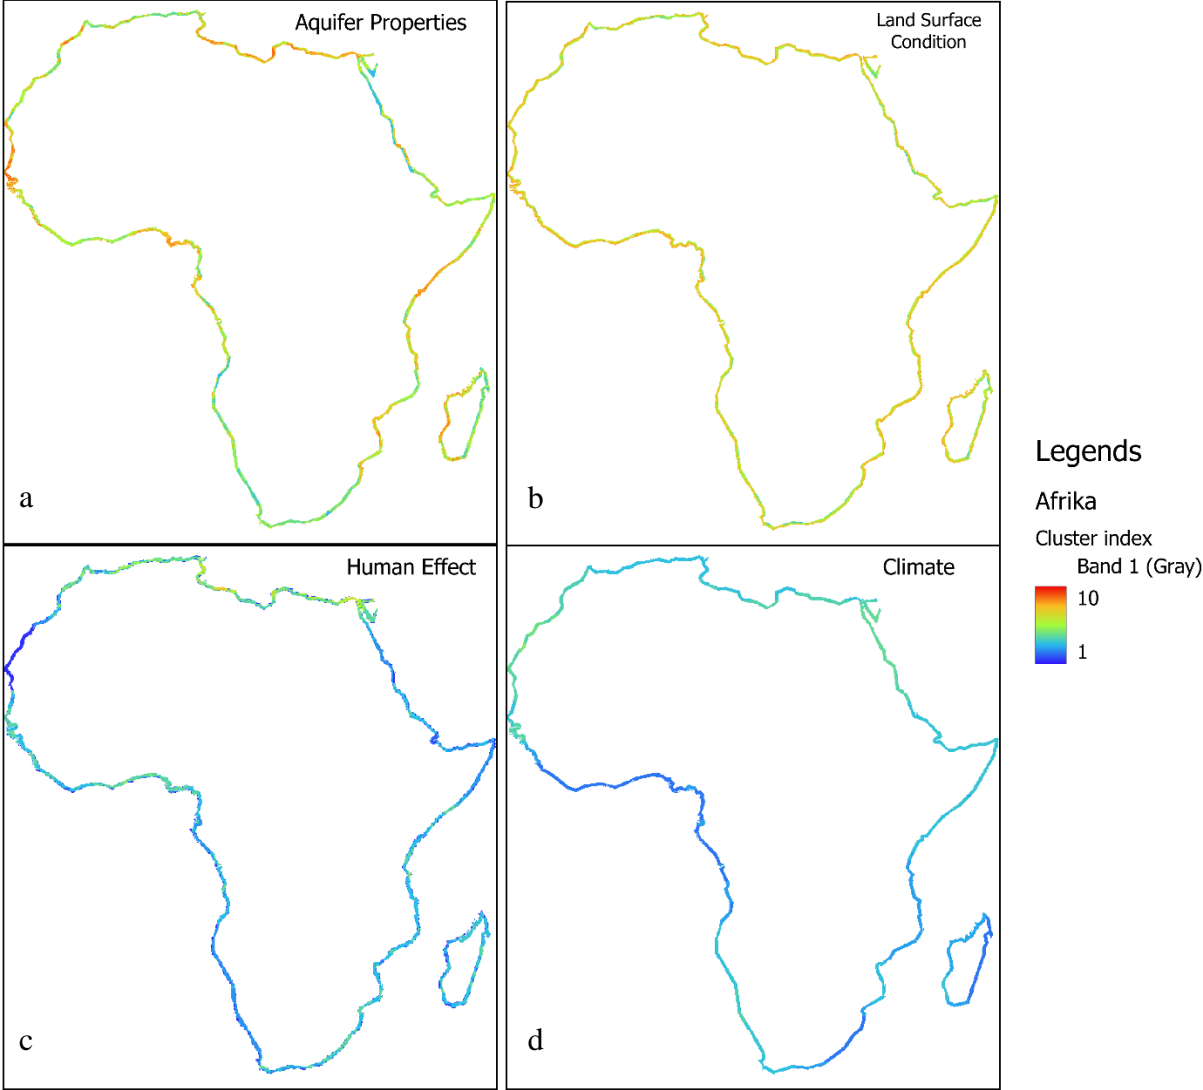 Aquifer Properties
Land Surface
Condition
a
b
Legends
Afrika
Cluster index
Band 1 (Gray)
10
1
Human Effect
Climate
c
d